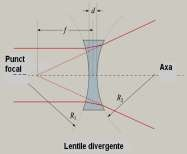 d
f
Punct
focal
Axa
R1
R2
Lentile divergente